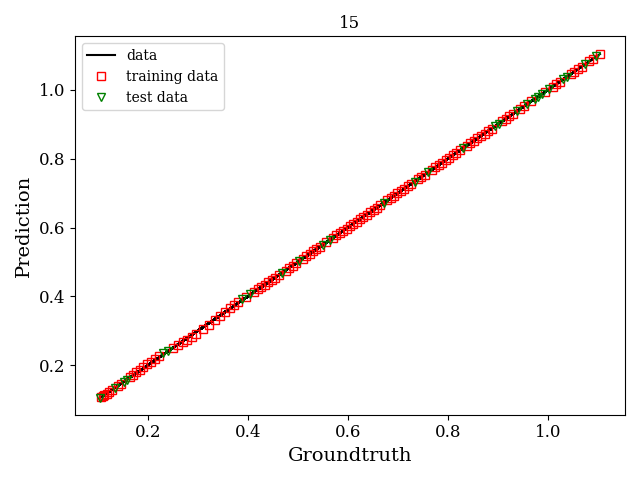 15
data
training data
test data
1.0
0.8
0.6
0.4
0.2
Prediction
0.2 0.4 0.6 0.8 1.0
Groundtruth